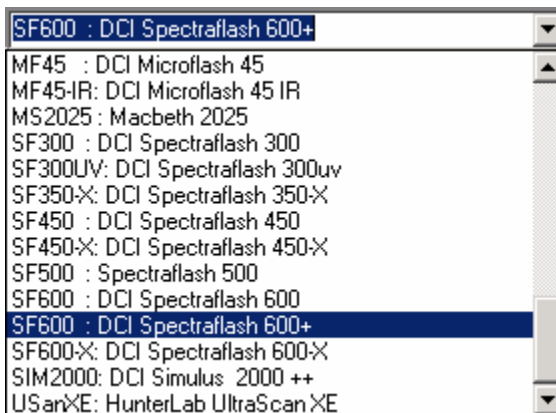 SF600 : DCI Spectraflash 600+
MF45 : DCI Microflash 45
MF45-IR: DCI Microflash 45 IR
MS2025 : Macbeth 2025
SF300 : DCI Spectraflash 300
SF300UV: DCI Spectraflash 300uv
SF350-X: DCI Spectraflash 350-X
SF450 : DCI Spectraflash 450
SF450-X: DCI Spectraflash 450-X
SF500 : Spectraflash 500
SF600 : DCI Spectraflash 600
SF600 : DCI Spectraflash 600+
SF600-X: DCI Spectraflash 600-X
SIM2000: DCI Simulus 2000 ++
USanXE: HunterLab UltraScan XE